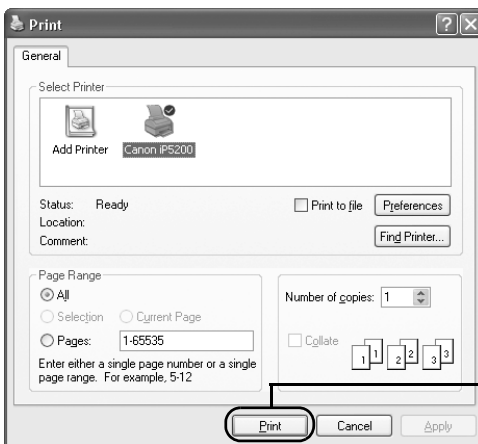 Print
General
Select Printer
Add Printer
Canon iP5200
Status: Ready
Location:
Comment:
Print to file
Preferences
Find Printer...
Page Range
All
Selection
Current Page
Pages: 1-65535
Enter either a single page number or a single
page range. For example, 5-12
Number of copies: 1
Collate
1 1 2 2 3 3
Print
Cancel
Apply